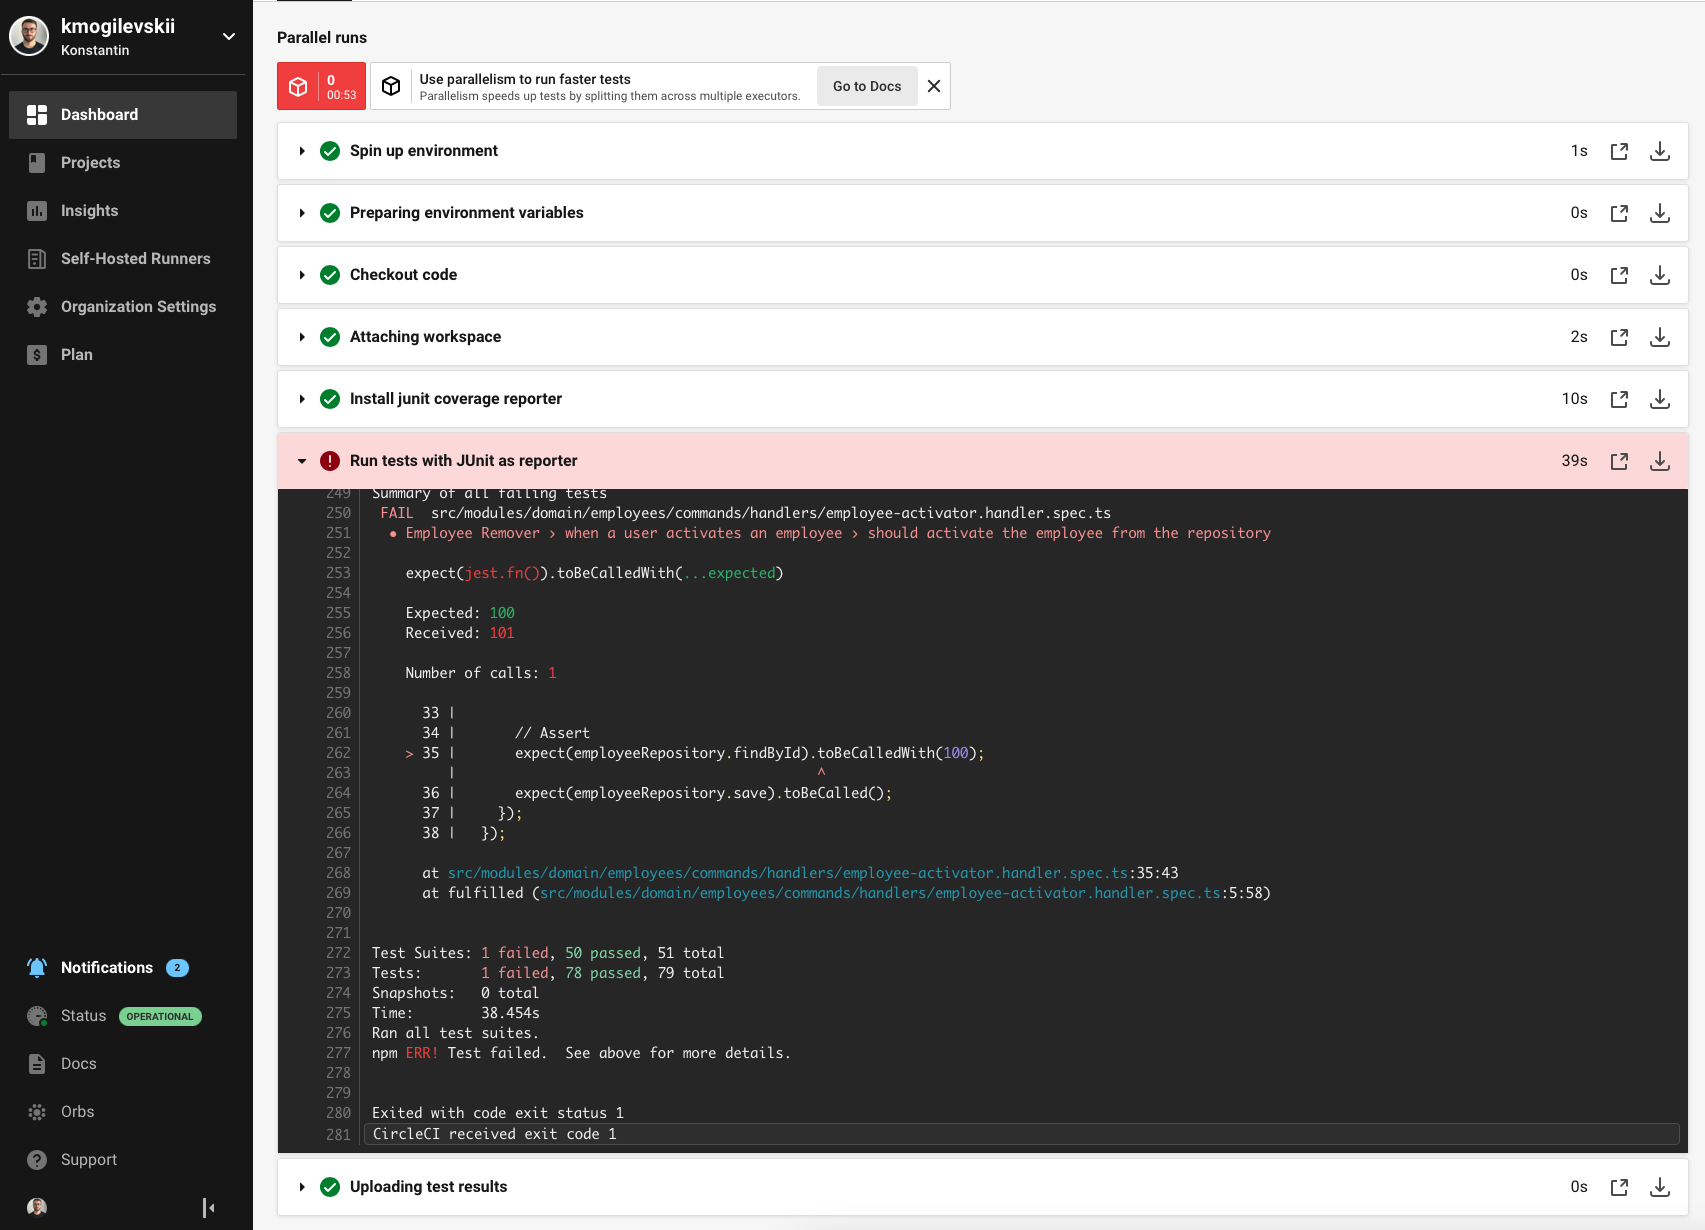 kmogilevskii
Konstantin
Dashboard
Projects
Insights
Self-Hosted Runners
Organization Settings
Plan
Notifications 2
Status OPERATIONAL
Docs
Orbs
Support
Parallel runs
0
00:53
Use parallelism to run faster tests
Parallelism speeds up tests by splitting them across multiple executors.
Go to Docs
Spin up environment 1s
Preparing environment variables 0s
Checkout code 0s
Attaching workspace 2s
Install junit coverage reporter 10s
Run tests with JUnit as reporter 39s
249 Summary of all failing tests
250 FAIL src/modules/domain/employees/commands/handlers/employee-activator.handler.spec.ts
251 ● Employee Remover › when a user activates an employee › should activate the employee from the repository
252
253 expect(jest.fn()).toBeCalledWith(...expected)
254
255 Expected: 100
256 Received: 101
257
258 Number of calls: 1
259
260 33 |
261 34 | // Assert
262 > 35 | expect(employeeRepository.findById).toBeCalledWith(100);
263 | ^
264 36 | expect(employeeRepository.save).toBeCalled();
265 37 | });
266 38 | });
267
268 at src/modules/domain/employees/commands/handlers/employee-activator.handler.spec.ts:35:43
269 at fulfilled (src/modules/domain/employees/commands/handlers/employee-activator.handler.spec.ts:5:58)
270
271
272 Test Suites: 1 failed, 50 passed, 51 total
273 Tests: 1 failed, 78 passed, 79 total
274 Snapshots: 0 total
275 Time: 38.454s
276 Ran all test suites.
277 npm ERR! Test failed. See above for more details.
278
279
280 Exited with code exit status 1
281 CircleCI received exit code 1
Uploading test results 0s